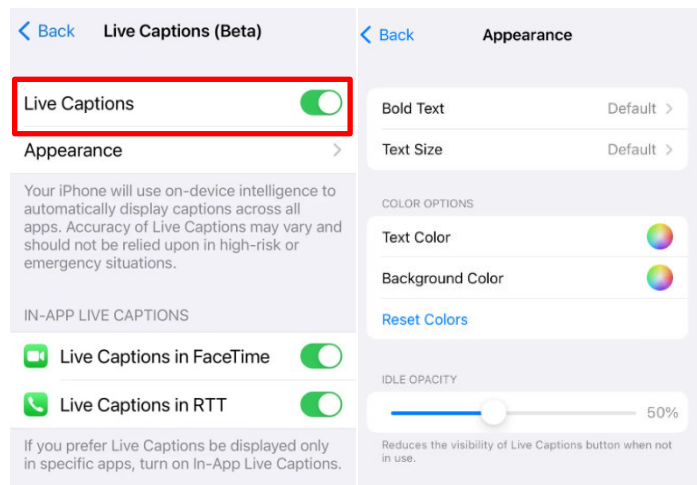 Back
Live Captions (Beta)
Live Captions
Appearance
Your iPhone will use on-device intelligence to
automatically display captions across all
apps. Accuracy of Live Captions may vary and
should not be relied upon in high-risk or
emergency situations.
IN-APP LIVE CAPTIONS
Live Captions in FaceTime
Live Captions in RTT
If you prefer Live Captions be displayed only
in specific apps, turn on In-App Live Captions.
Back
Appearance
Bold Text Default
Text Size Default
COLOR OPTIONS
Text Color
Background Color
Reset Colors
IDLE OPACITY
50%
Reduces the visibility of Live Captions button when not
in use.